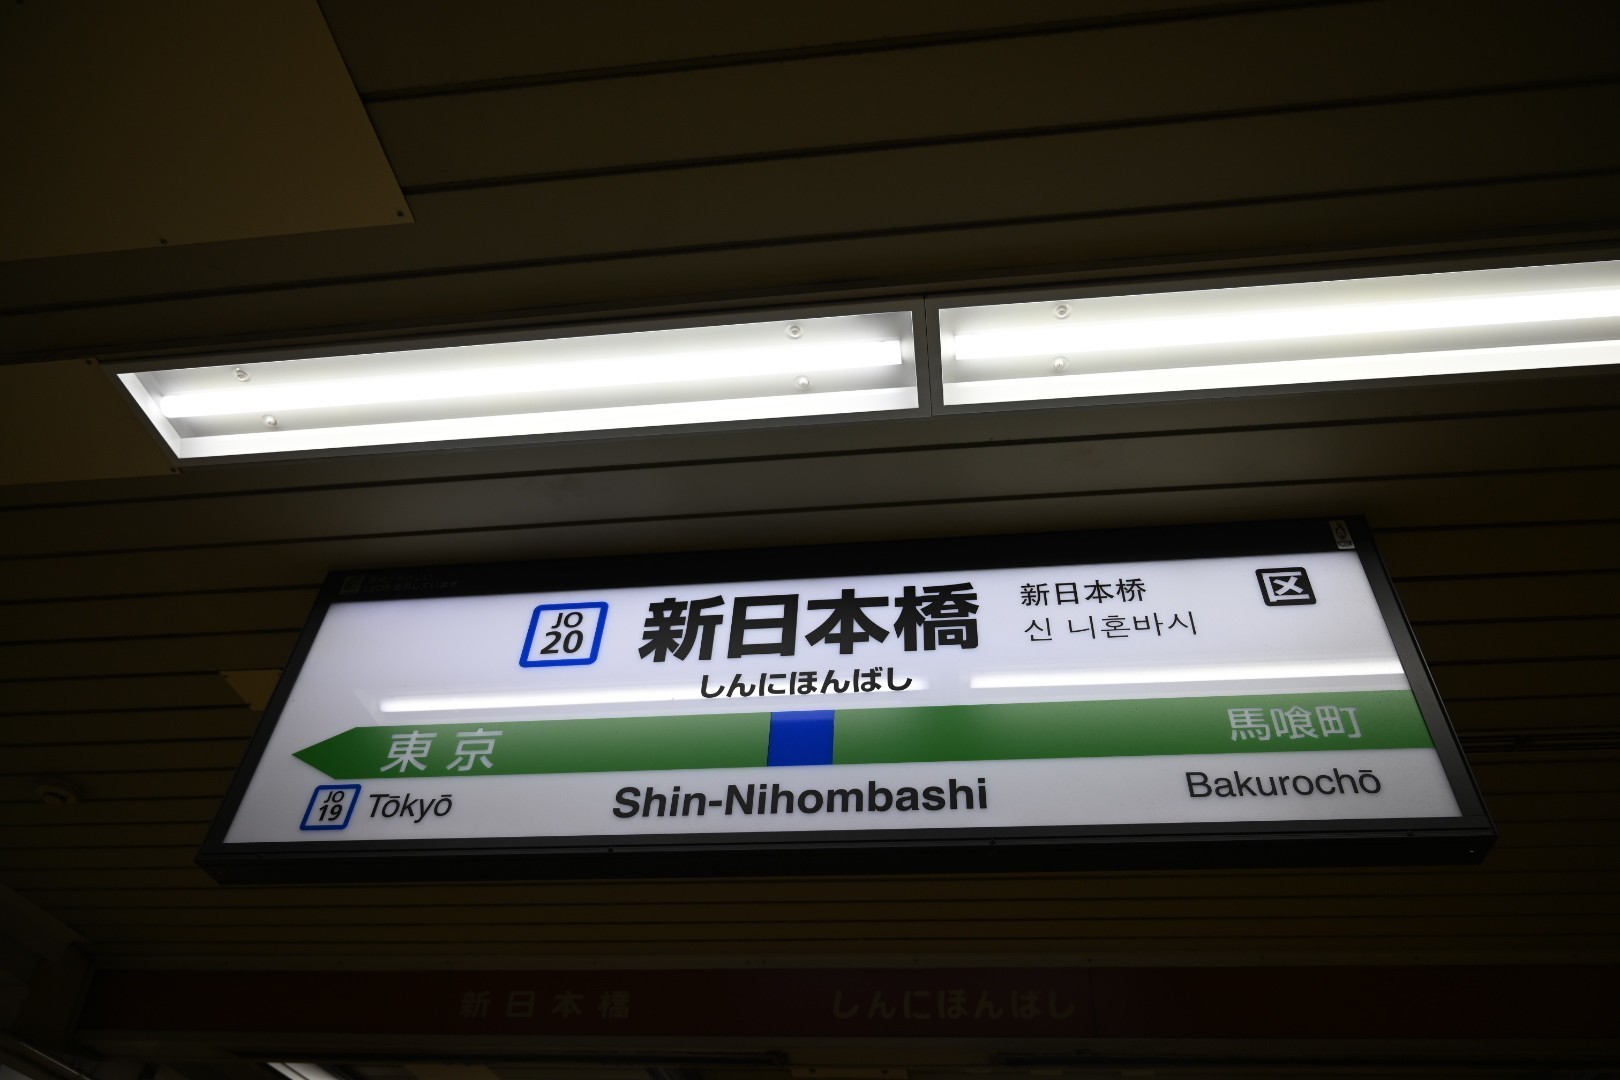 JO
20
新日本橋
新日本桥
신 니혼바시
区
しんにほんばし
東京
馬喰町
JO
19
Tōkyō
Shin-Nihombashi
Bakurochō
新日本橋 しんにほんばし